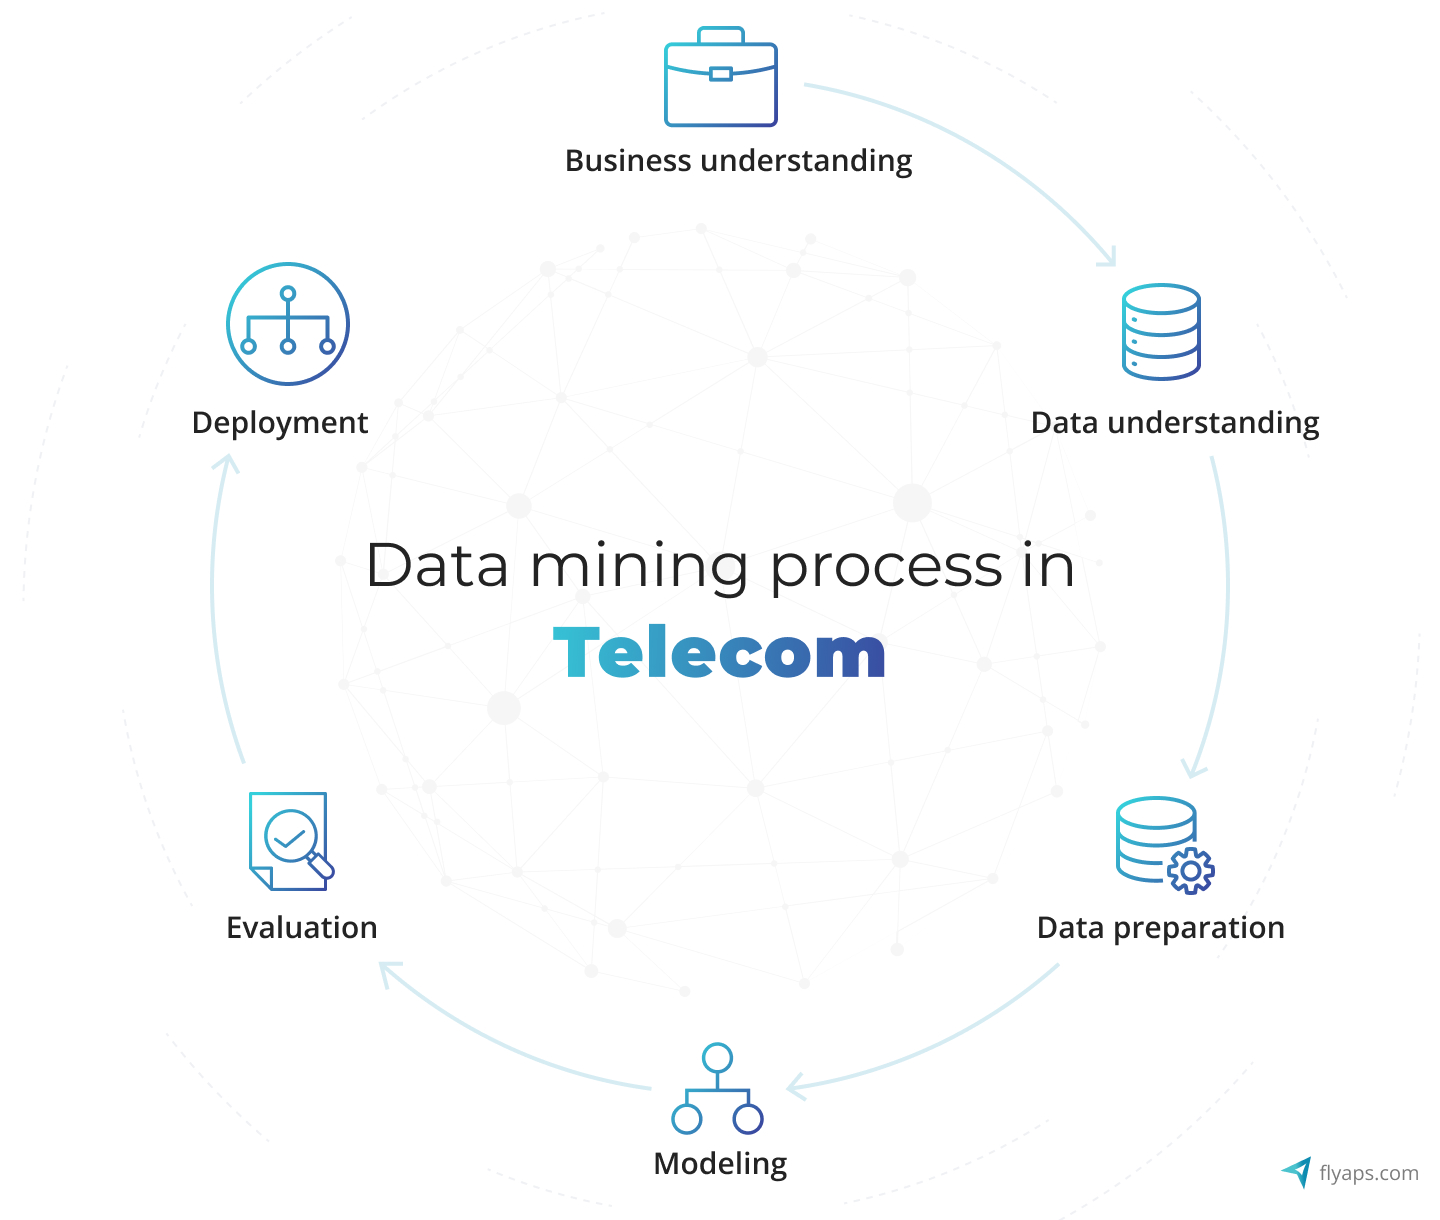 Business understanding
Deployment
Data understanding
Data mining process in
Telecom
Evaluation
Data preparation
Modeling
flyaps.com